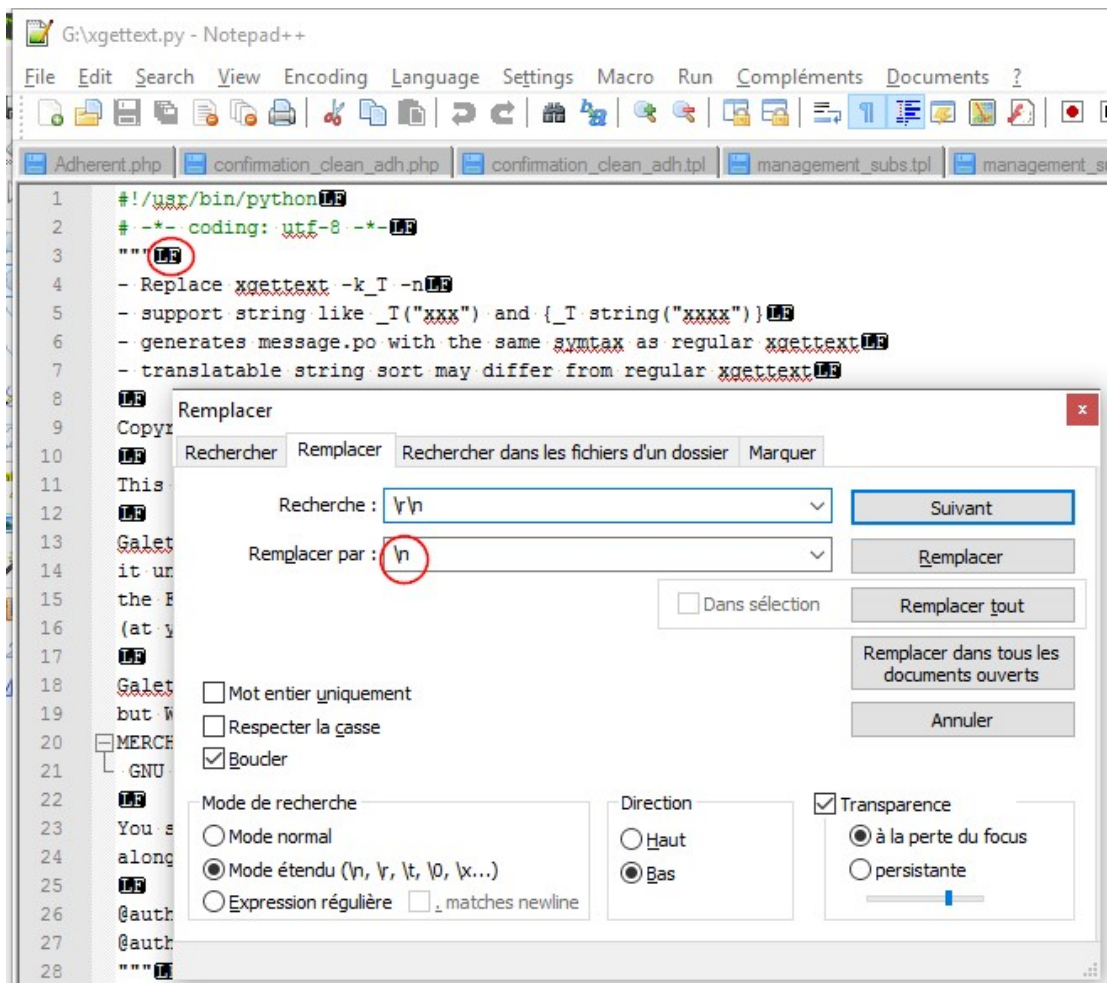 G:\xgettext.py - Notepad++
File Edit Search View Encoding Language Settings Macro Run Compléments Documents ?
Adherent.php confirmation_clean_adh.php confirmation_clean_adh.tpl management_subs.tpl
1 #!/usr/bin/pythonLF
2 # -*- coding: utf-8 -*-LF
3 """LF
4 - Replace xgettext -k_T -nLF
5 - support string like _T("xxx") and {_T string("xxxx")}LF
6 - generates message.po with the same symtax as regular xgettextLF
7 - translatable string sort may differ from regular xgettextLF
8 LF
9 Copyr
10 LF
11 This
12 LF
13 Galet
14 it un
15 the F
16 (at y
17 LF
18 Galet
19 but W
20 MERCH
21 GNU
22 LF
23 You s
24 along
25 LF
26 @auth
27 @auth
28 """LF
Remplacer
x
Rechercher Remplacer Rechercher dans les fichiers d'un dossier Marquer
Recherche : \r\n
Suivant
Remplacer par : \n
Remplacer
Dans sélection
Remplacer tout
Remplacer dans tous les
documents ouverts
Annuler
Mot entier uniquement
Respecter la casse
Boucler
Mode de recherche
Mode normal
Mode étendu (\n, \r, \t, \0, \x...)
Expression régulière . matches newline
Direction
Haut
Bas
Transparence
à la perte du focus
persistante